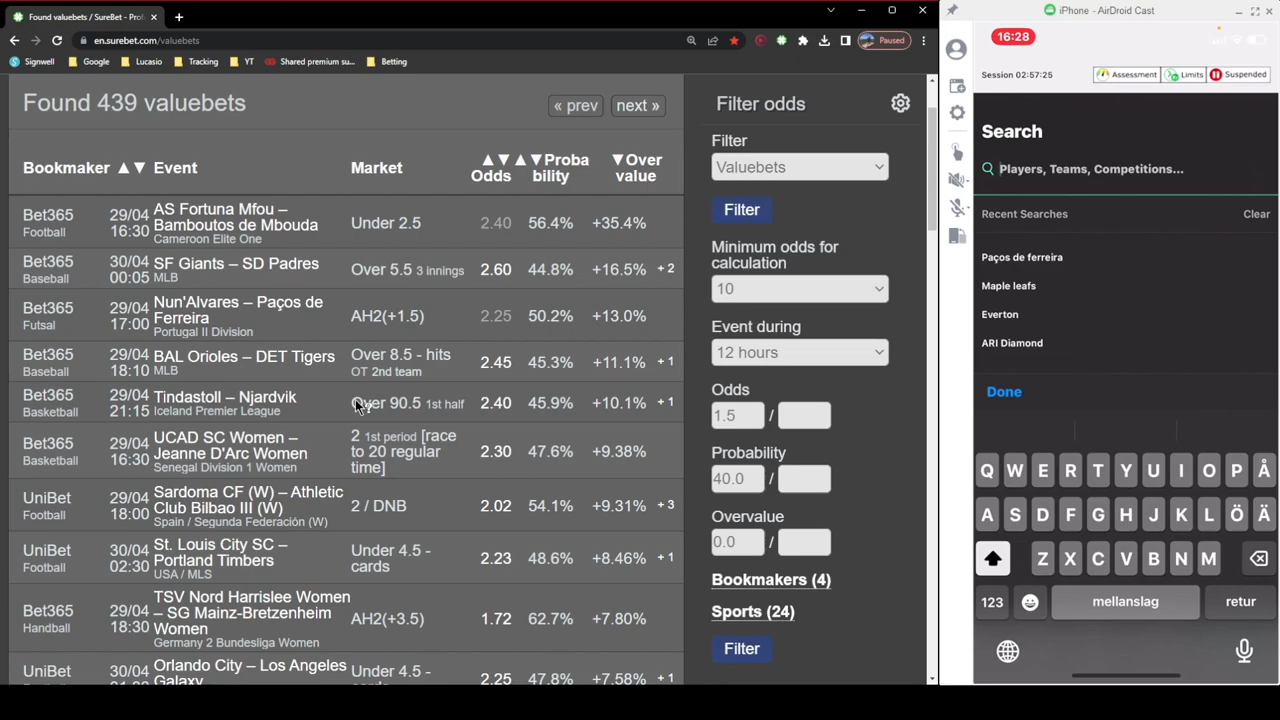 Found valuebets / SureBet - Prof
iPhone - AirDroid Cast
en.surebet.com/valuebets
Paused
Signwell
Google
Lucasio
Tracking
YT
Shared premium su...
Betting
Found 439 valuebets
« prev
next »
Bookmaker ▲▼ Event
Market
▲▼ Odds
▲▼Proba
bility
▼Over
value
Bet365
Football
29/04
16:30
AS Fortuna Mfou –
Bamboutos de Mbouda
Cameroon Elite One
Under 2.5
2.40
56.4%
+35.4%
Bet365
Baseball
30/04
00:05
SF Giants – SD Padres
MLB
Over 5.5 3 innings
2.60
44.8%
+16.5%
+ 2
Bet365
Futsal
29/04
17:00
Nun'Alvares – Paços de
Ferreira
Portugal II Division
AH2(+1.5)
2.25
50.2%
+13.0%
Bet365
Baseball
29/04
18:10
BAL Orioles – DET Tigers
MLB
Over 8.5 - hits
OT 2nd team
2.45
45.3%
+11.1%
+ 1
Bet365
Basketball
29/04
21:15
Tindastoll – Njardvik
Iceland Premier League
Over 90.5 1st half
2.40
45.9%
+10.1%
+ 1
Bet365
Basketball
29/04
16:30
UCAD SC Women –
Jeanne D'Arc Women
Senegal Division 1 Women
2 1st period [race
to 20 regular
time]
2.30
47.6%
+9.38%
UniBet
Football
29/04
18:00
Sardoma CF (W) – Athletic
Club Bilbao III (W)
Spain / Segunda Federación (W)
2 / DNB
2.02
54.1%
+9.31%
+ 3
UniBet
Football
30/04
02:30
St. Louis City SC –
Portland Timbers
USA / MLS
Under 4.5 -
cards
2.23
48.6%
+8.46%
+ 1
Bet365
Handball
29/04
18:30
TSV Nord Harrislee Women
– SG Mainz-Bretzenheim
Women
Germany 2 Bundesliga Women
AH2(+3.5)
1.72
62.7%
+7.80%
UniBet
30/04
Orlando City – Los Angeles
Galaxy
Under 4.5 -
2.25
47.8%
+7.58%
+ 1
Filter odds
Filter
Valuebets
Filter
Minimum odds for
calculation
10
Event during
12 hours
Odds
1.5 /
Probability
40.0 /
Overvalue
0.0 /
Bookmakers (4)
Sports (24)
Filter
16:28
Session 02:57:25
Assessment
Limits
Suspended
Search
Players, Teams, Competitions...
Recent Searches
Clear
Paços de ferreira
Maple leafs
Everton
ARI Diamond
Done
Q W E R T Y U I O P Å
A S D F G H J K L Ö Ä
Z X C V B N M
123
mellanslag
retur